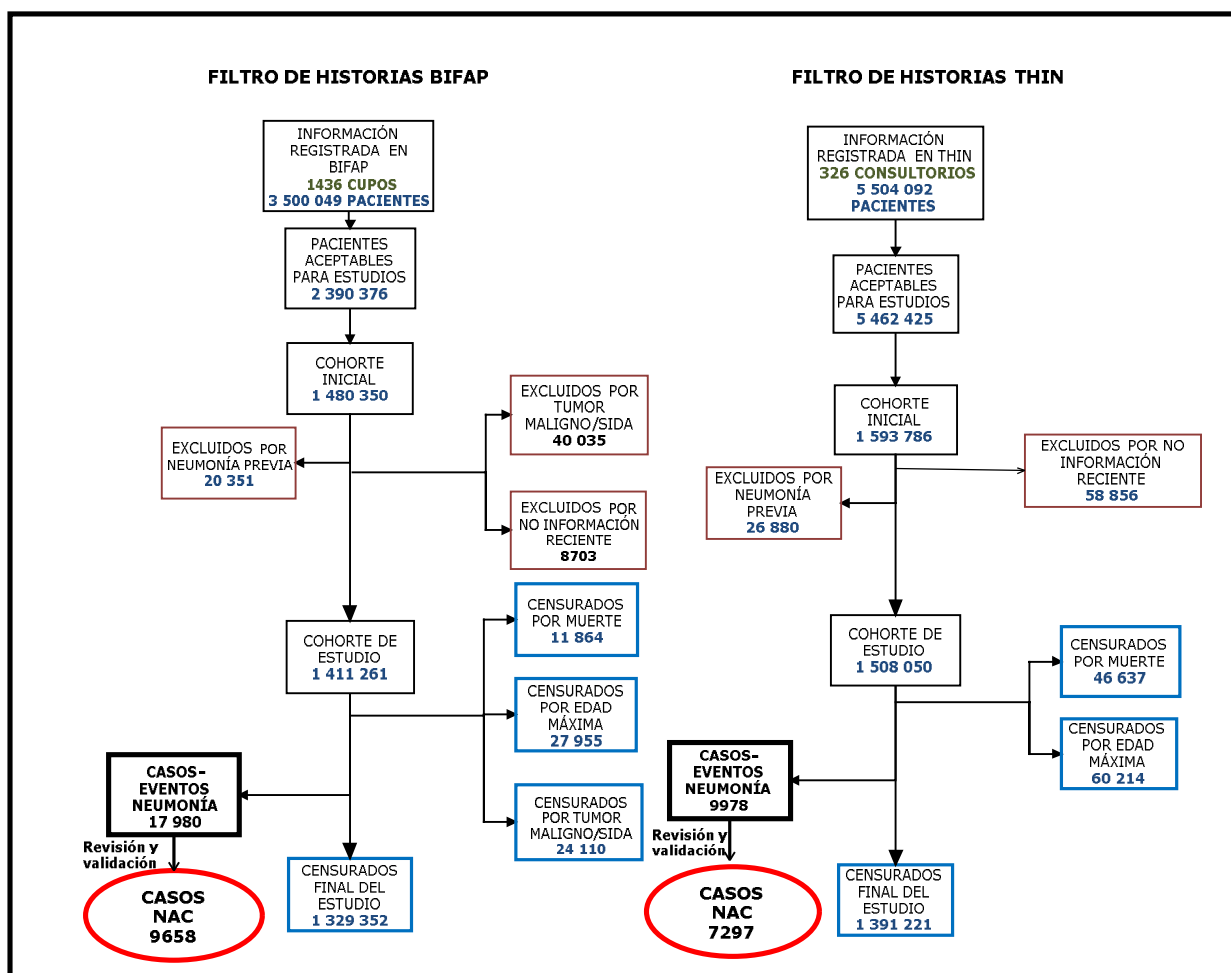 FILTRO DE HISTORIAS BIFAP
INFORMACIÓN
REGISTRADA EN
BIFAP
1436 CUPOS
3 500 049 PACIENTES
PACIENTES
ACEPTABLES
PARA ESTUDIOS
2 390 376
COHORTE
INICIAL
1 480 350
EXCLUIDOS POR
TUMOR
MALIGNO/SIDA
40 035
EXCLUIDOS POR
NEUMONÍA PREVIA
20 351
EXCLUIDOS POR
NO INFORMACIÓN
RECIENTE
8703
COHORTE DE
ESTUDIO
1 411 261
CENSURADOS
POR MUERTE
11 864
CENSURADOS
POR EDAD
MÁXIMA
27 955
CASOS–
EVENTOS
NEUMONÍA
17 980
CENSURADOS
POR TUMOR
MALIGNO/SIDA
24 110
Revisión y
validación
CASOS
NAC
9658
CENSURADOS
FINAL DEL
ESTUDIO
1 329 352
FILTRO DE HISTORIAS THIN
INFORMACIÓN
REGISTRADA EN THIN
326 CONSULTORIOS
5 504 092
PACIENTES
PACIENTES
ACEPTABLES
PARA ESTUDIOS
5 462 425
COHORTE
INICIAL
1 593 786
EXCLUIDOS POR NO
INFORMACIÓN
RECIENTE
58 856
EXCLUIDOS POR
NEUMONÍA
PREVIA
26 880
COHORTE DE
ESTUDIO
1 508 050
CENSURADOS
POR MUERTE
46 637
CENSURADOS
POR EDAD
MÁXIMA
60 214
CASOS–
EVENTOS
NEUMONÍA
9978
Revisión y
validación
CASOS
NAC
7297
CENSURADOS
FINAL DEL
ESTUDIO
1 391 221